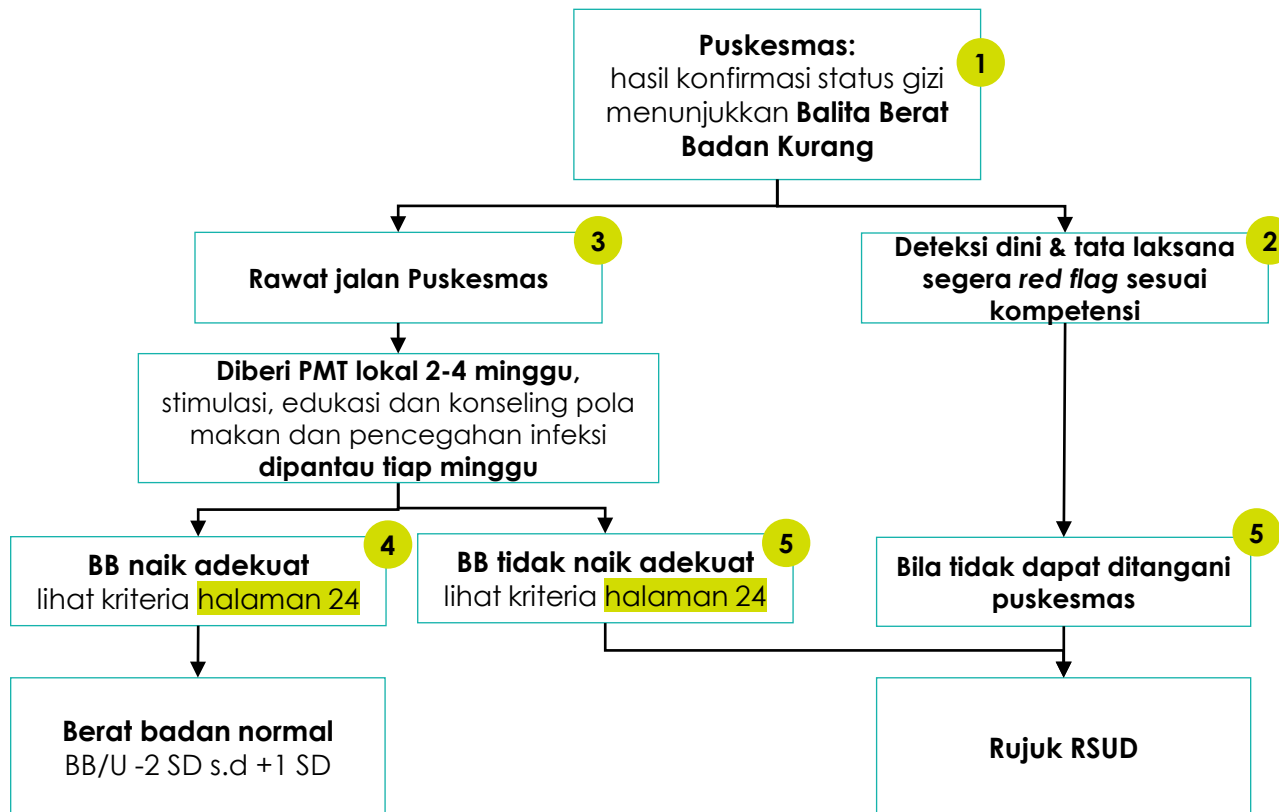 Puskesmas:
hasil konfirmasi status gizi
menunjukkan Balita Berat
Badan Kurang
1
Rawat jalan Puskesmas
3
Deteksi dini & tata laksana
segera red flag sesuai
kompetensi
2
Diberi PMT lokal 2-4 minggu,
stimulasi, edukasi dan konseling pola
makan dan pencegahan infeksi
dipantau tiap minggu
BB naik adekuat
lihat kriteria halaman 24
4
BB tidak naik adekuat
lihat kriteria halaman 24
5
Bila tidak dapat ditangani
puskesmas
5
Berat badan normal
BB/U -2 SD s.d +1 SD
Rujuk RSUD